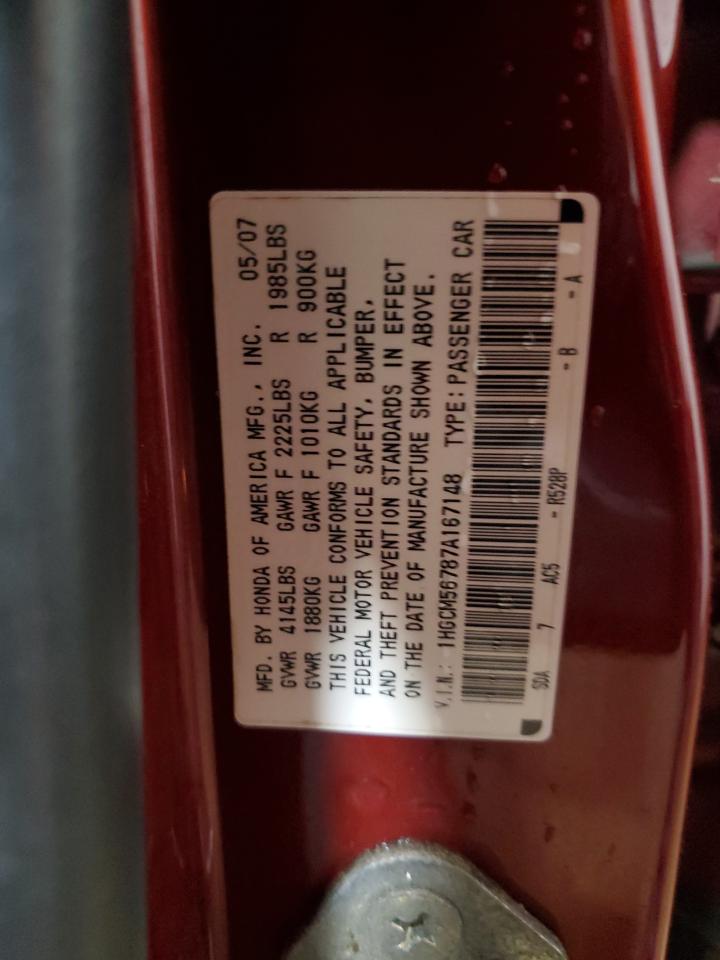 MFD. BY HONDA OF AMERICA MFG., INC. 05/07
GVWR 4145LBS GAWR F 2225LBS R 1985LBS
GVWR 1880KG GAWR F 1010KG R 900KG
THIS VEHICLE CONFORMS TO ALL APPLICABLE
FEDERAL MOTOR VEHICLE SAFETY, BUMPER,
AND THEFT PREVENTION STANDARDS IN EFFECT
ON THE DATE OF MANUFACTURE SHOWN ABOVE.
V.I.N.: 1HGCM56787A167148 TYPE: PASSENGER CAR
SDA 7 AC5 - R528P - B - A